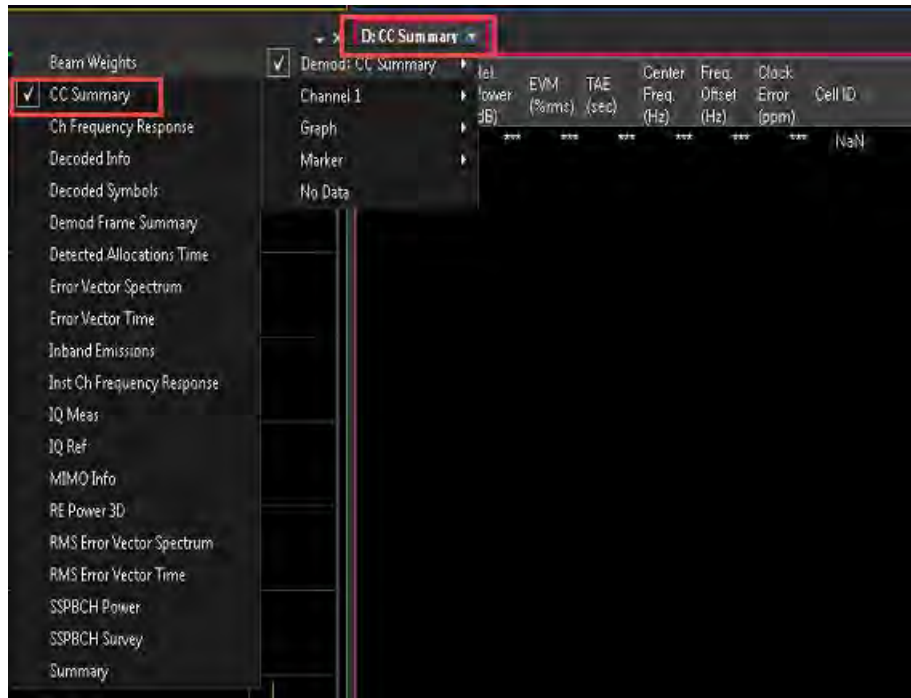 D: CC Summary
Beam Weights
CC Summary
Ch Frequency Response
Decoded Info
Decoded Symbols
Demod Frame Summary
Detected Allocations Time
Error Vector Spectrum
Error Vector Time
Inband Emissions
Inst Ch Frequency Response
IQ Meas
IQ Ref
MIMO Info
RE Power 3D
RMS Error Vector Spectrum
RMS Error Vector Time
SSPBCH Power
SSPBCH Survey
Summary
Demod: CC Summary
Channel 1
Graph
Marker
No Data
EVM (%rms)
TAE (sec)
Center Freq. (Hz)
Freq. Offset (Hz)
Clock Error (ppm)
Cell ID
*** *** *** *** *** *** NaN